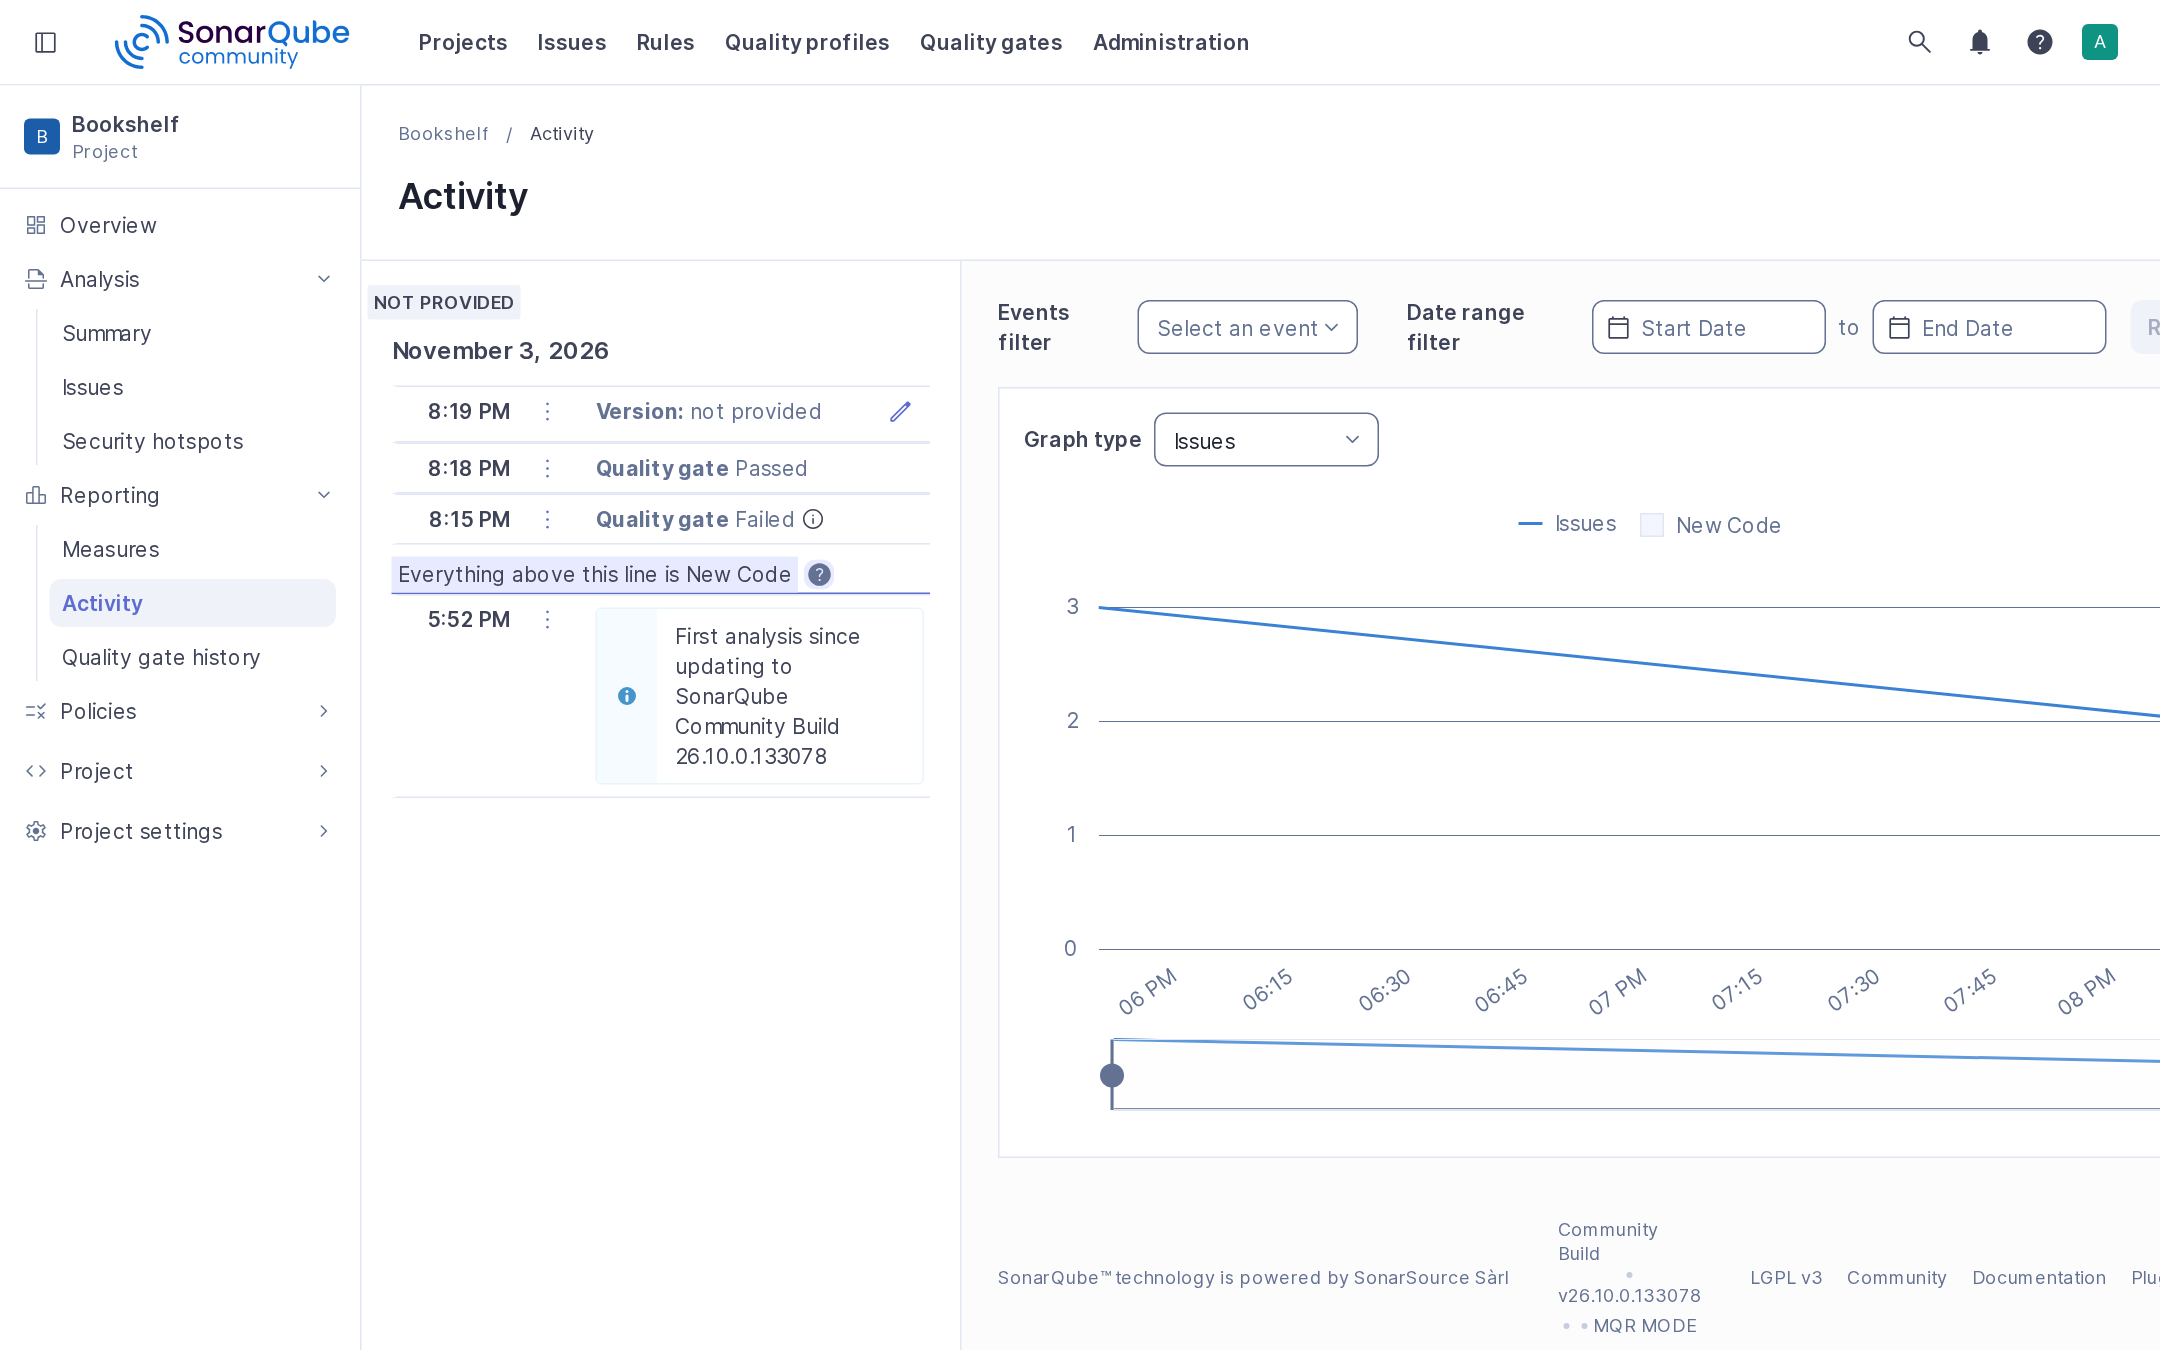 SonarQube community
Projects Issues Rules Quality profiles Quality gates Administration
A
B
Bookshelf
Project
Overview
Analysis
Summary
Issues
Security hotspots
Reporting
Measures
Activity
Quality gate history
Policies
Project
Project settings
Bookshelf / Activity
Activity
NOT PROVIDED
November 3, 2026
8:19 PM Version: not provided
8:18 PM Quality gate Passed
8:15 PM Quality gate Failed
Everything above this line is New Code
5:52 PM
First analysis since
updating to
SonarQube
Community Build
26.10.0.133078
Events
filter
Select an event
Date range
filter
Start Date to End Date
Graph type Issues
Issues New Code
3
2
1
0
06 PM 06:15 06:30 06:45 07 PM 07:15 07:30 07:45 08 PM
SonarQube™ technology is powered by SonarSource Sàrl
Community
Build
•
v26.10.0.133078
• • MQR MODE
LGPL v3 Community Documentation